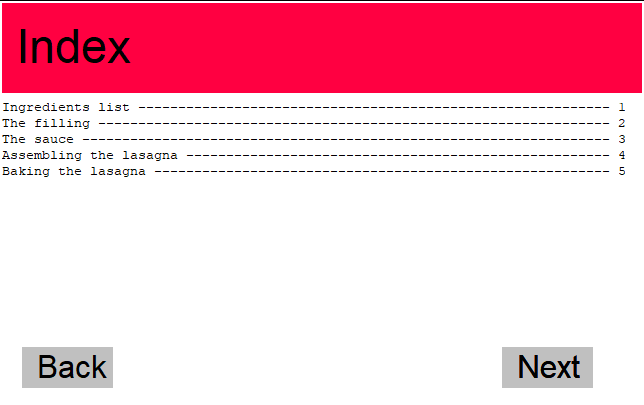 Index
Ingredients list ----------------------------------------------------------- 1
The filling ---------------------------------------------------------------- 2
The sauce ------------------------------------------------------------------ 3
Assembling the lasagna ----------------------------------------------------- 4
Baking the lasagna --------------------------------------------------------- 5
Back
Next